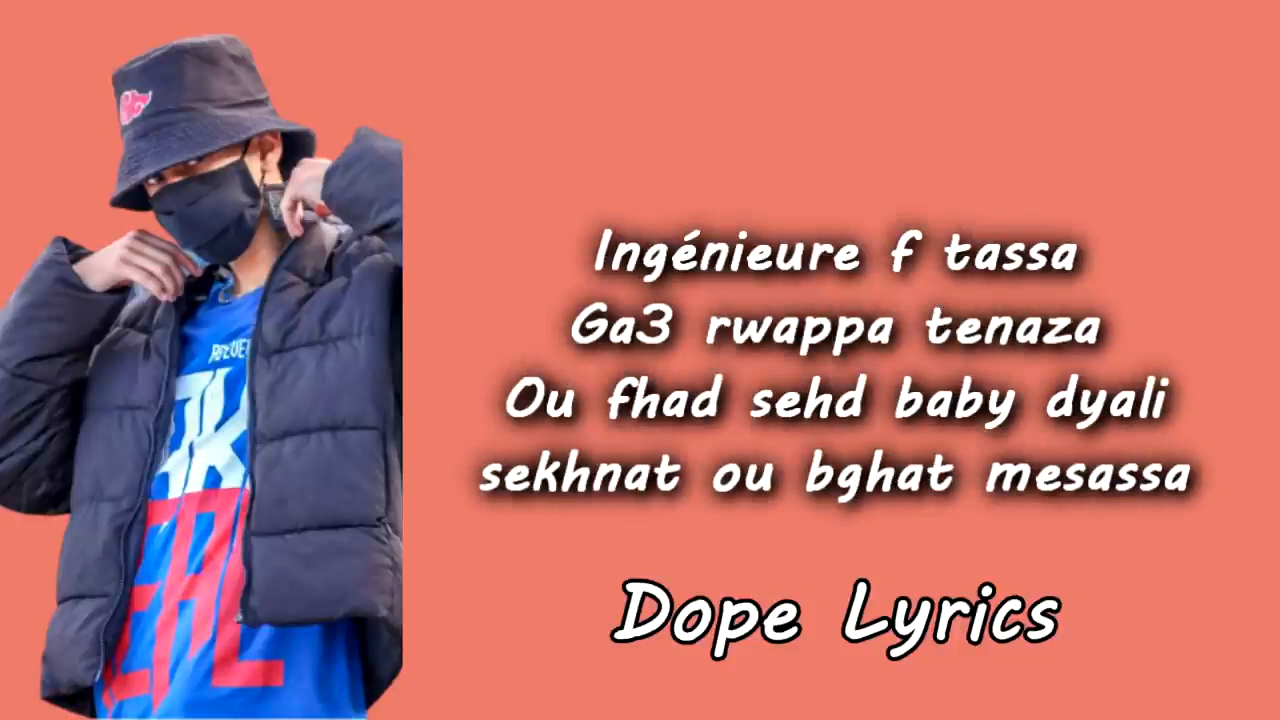 Ingénieure f tassa
Ga3 rwappa tenaza
Ou fhad sehd baby dyali
sekhnat ou bghat mesassa
Dope Lyrics